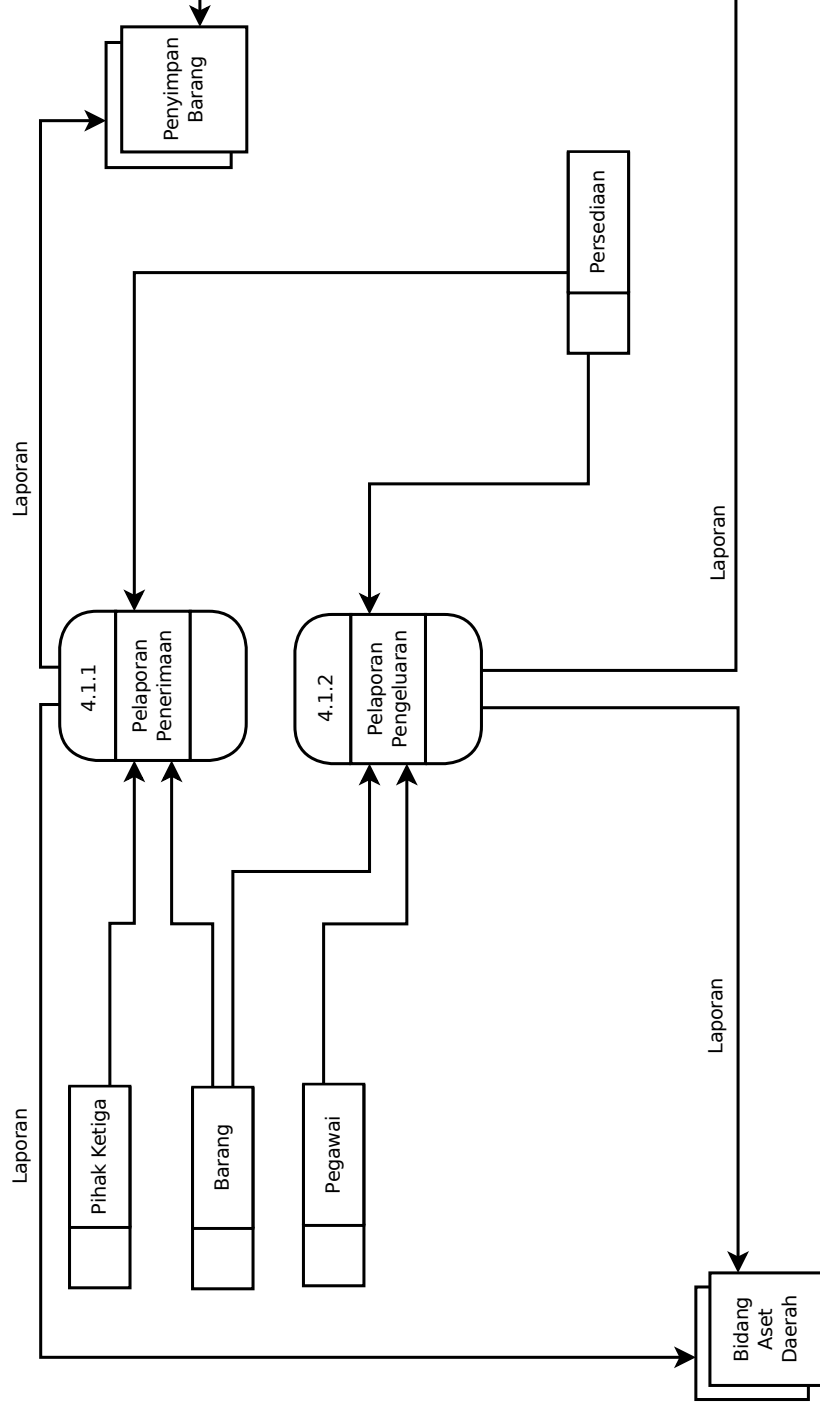 Laporan
Laporan
Pihak Ketiga
4.1.1
Pelaporan
Penerimaan
Penyimpan
Barang
Barang
Pegawai
4.1.2
Pelaporan
Pengeluaran
Persediaan
Bidang
Aset
Daerah
Laporan
Laporan